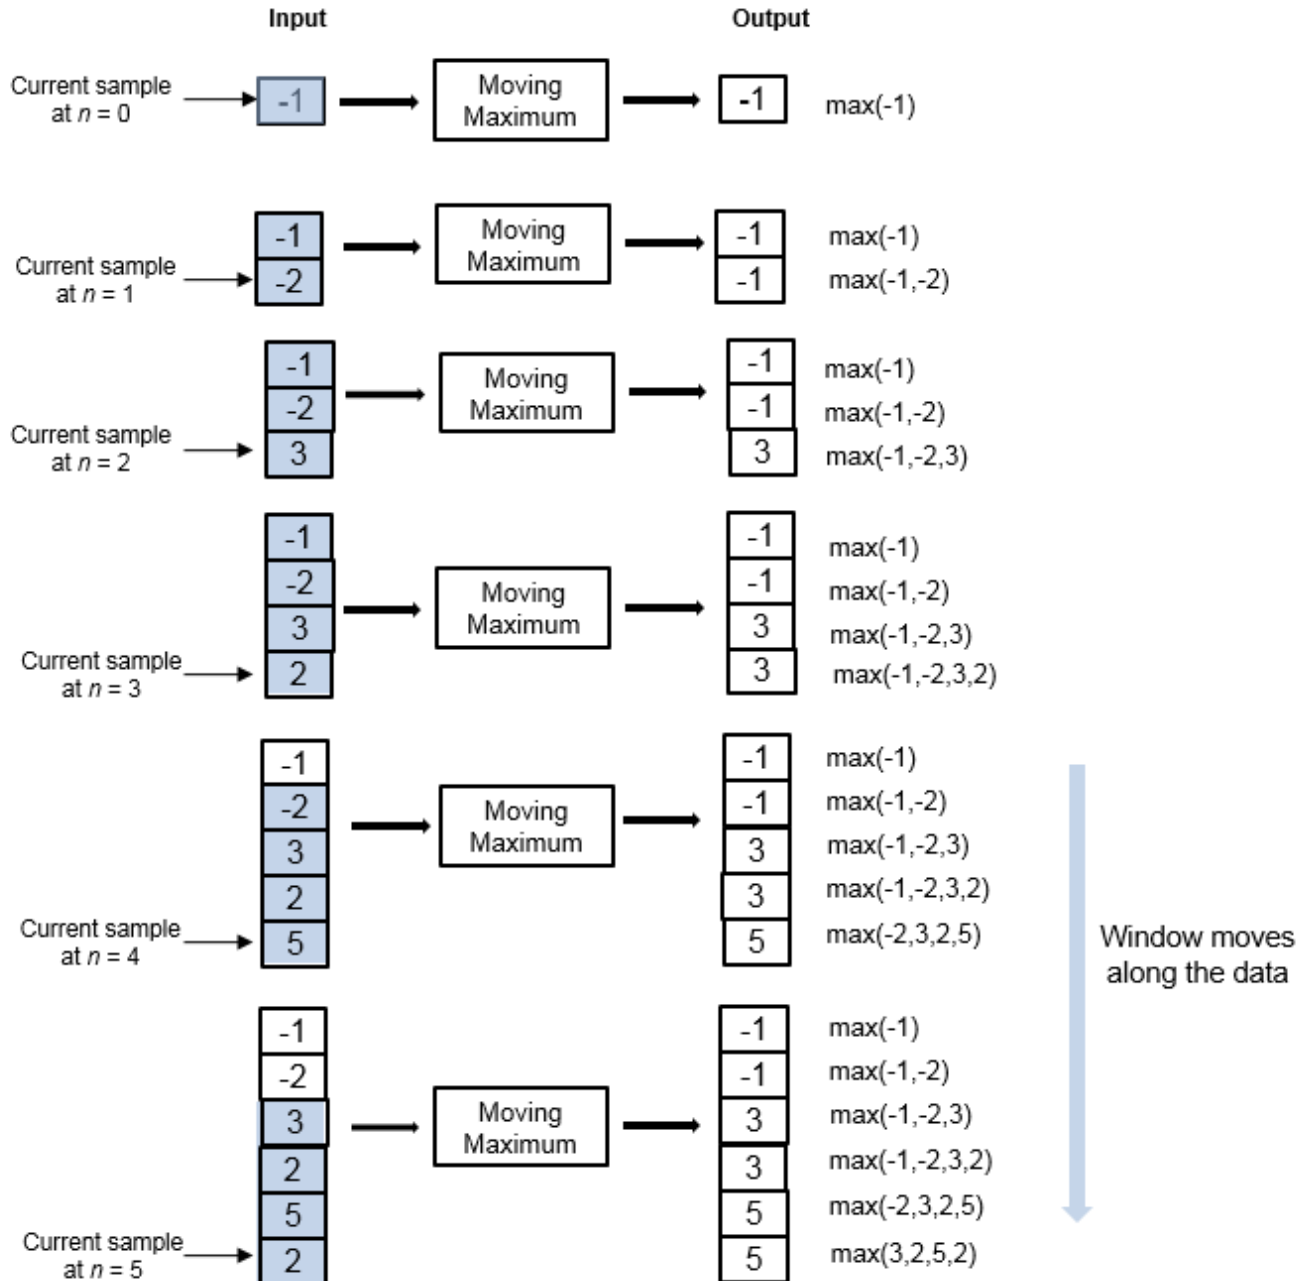 Input
Output
Current sample
at n = 0
-1
Moving
Maximum
-1
max(-1)
Current sample
at n = 1
-1
-2
Moving
Maximum
-1
-1
max(-1)
max(-1,-2)
Current sample
at n = 2
-1
-2
3
Moving
Maximum
-1
-1
3
max(-1)
max(-1,-2)
max(-1,-2,3)
Current sample
at n = 3
-1
-2
3
2
Moving
Maximum
-1
-1
3
3
max(-1)
max(-1,-2)
max(-1,-2,3)
max(-1,-2,3,2)
Current sample
at n = 4
-1
-2
3
2
5
Moving
Maximum
-1
-1
3
3
5
max(-1)
max(-1,-2)
max(-1,-2,3)
max(-1,-2,3,2)
max(-2,3,2,5)
Window moves
along the data
Current sample
at n = 5
-1
-2
3
2
5
2
Moving
Maximum
-1
-1
3
3
5
5
max(-1)
max(-1,-2)
max(-1,-2,3)
max(-1,-2,3,2)
max(-2,3,2,5)
max(3,2,5,2)